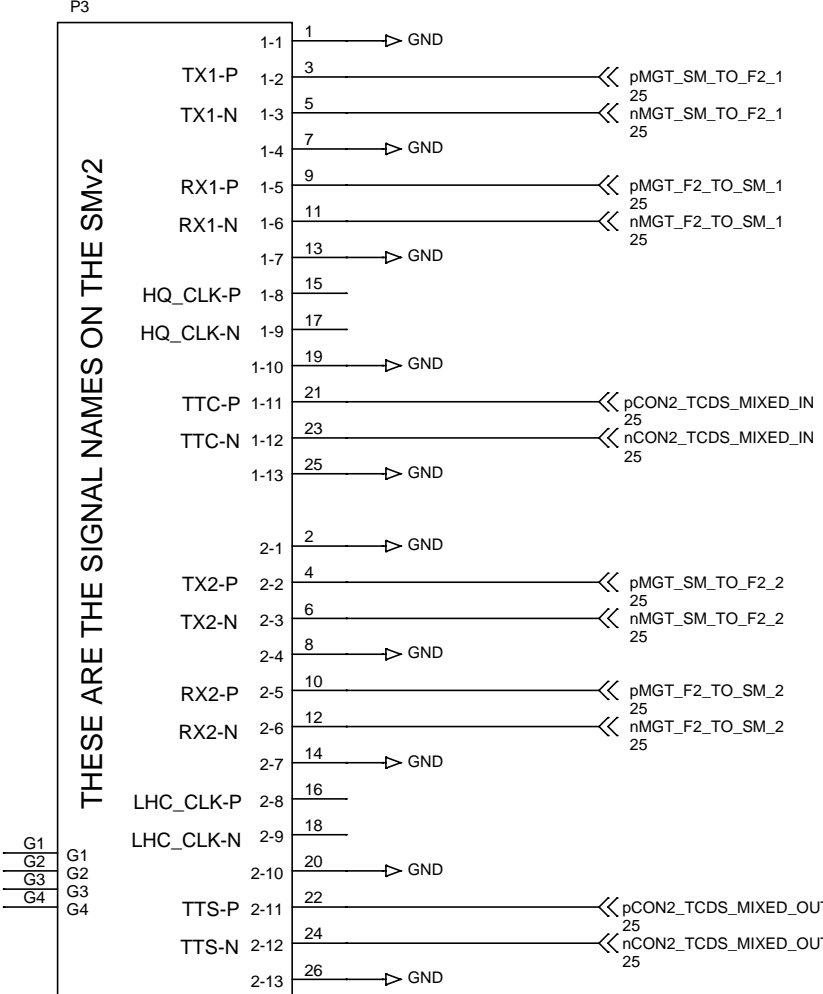 P3
THESE ARE THE SIGNAL NAMES ON THE SMv2
1-1 1 GND
TX1-P 1-2 3 pMGT_SM_TO_F2_1
25
TX1-N 1-3 5 nMGT_SM_TO_F2_1
25
1-4 7 GND
RX1-P 1-5 9 pMGT_F2_TO_SM_1
25
RX1-N 1-6 11 nMGT_F2_TO_SM_1
25
1-7 13 GND
HQ_CLK-P 1-8 15
HQ_CLK-N 1-9 17
1-10 19 GND
TTC-P 1-11 21 pCON2_TCDS_MIXED_IN
25
TTC-N 1-12 23 nCON2_TCDS_MIXED_IN
25
1-13 25 GND
2-1 2 GND
TX2-P 2-2 4 pMGT_SM_TO_F2_2
25
TX2-N 2-3 6 nMGT_SM_TO_F2_2
25
2-4 8 GND
RX2-P 2-5 10 pMGT_F2_TO_SM_2
25
RX2-N 2-6 12 nMGT_F2_TO_SM_2
25
2-7 14 GND
LHC_CLK-P 2-8 16
LHC_CLK-N 2-9 18
G1 G1
G2 G2
G3 G3
G4 G4
2-10 20 GND
TTS-P 2-11 22 pCON2_TCDS_MIXED_OUT
25
TTS-N 2-12 24 nCON2_TCDS_MIXED_OUT
25
2-13 26 GND